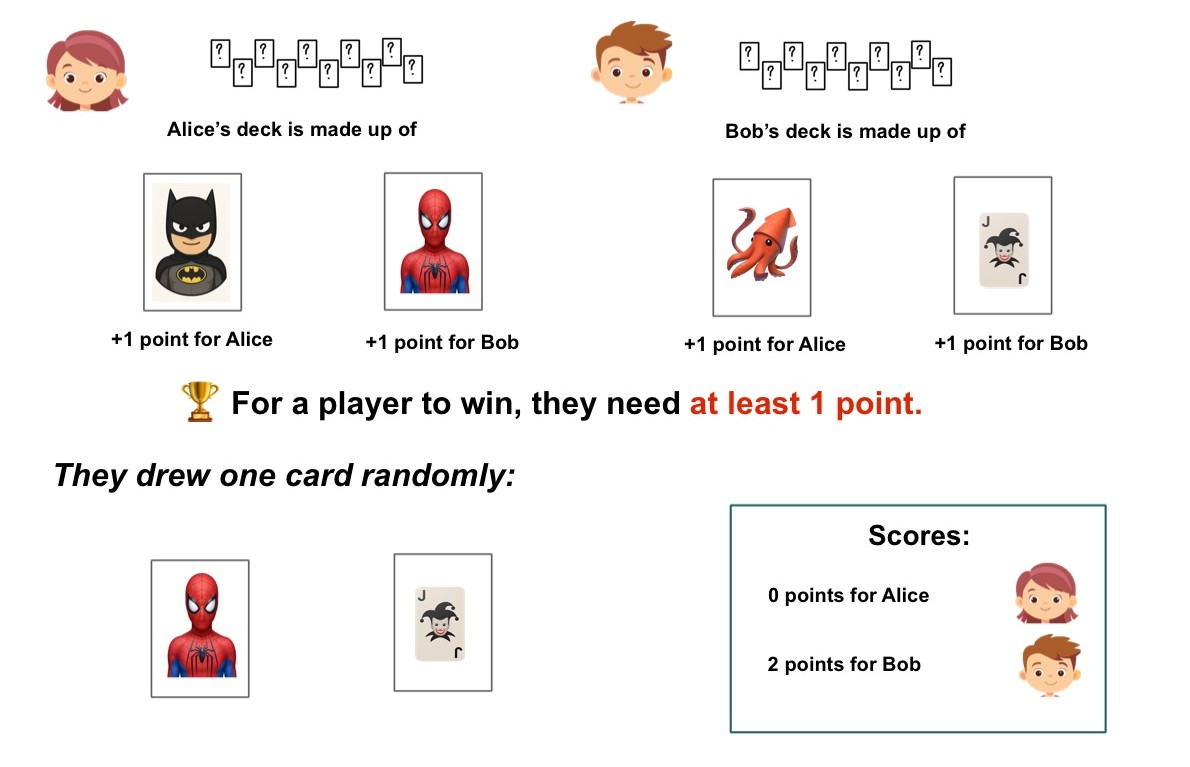 ? ? ? ? ? ? ? ? ? ?
? ? ? ? ? ? ? ? ? ?
Alice’s deck is made up of
Bob’s deck is made up of
J
J
+1 point for Alice
+1 point for Bob
+1 point for Alice
+1 point for Bob
For a player to win, they need at least 1 point.
They drew one card randomly:
J
J
Scores:
0 points for Alice
2 points for Bob